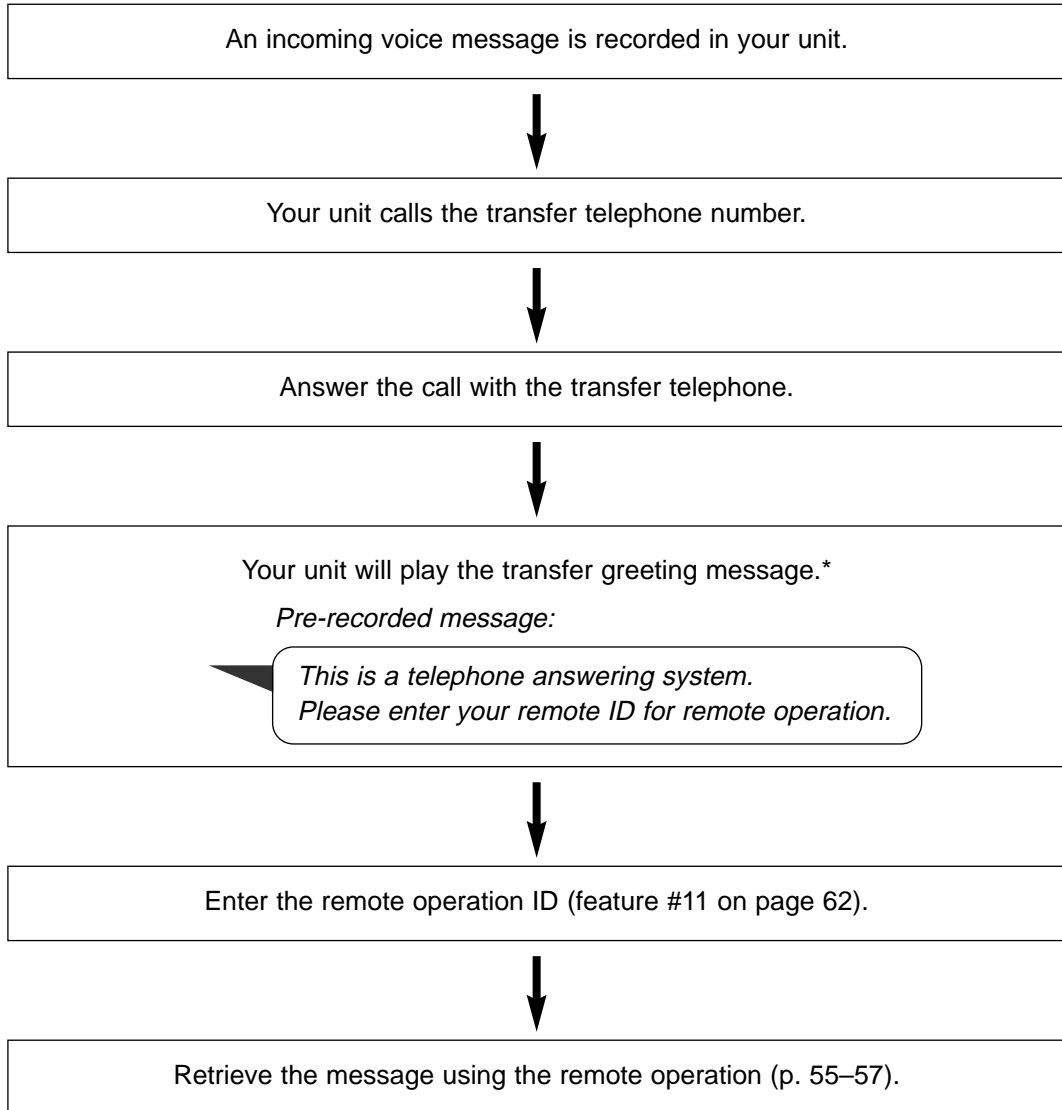 An incoming voice message is recorded in your unit.
Your unit calls the transfer telephone number.
Answer the call with the transfer telephone.
Your unit will play the transfer greeting message.*
Pre-recorded message:
This is a telephone answering system.
Please enter your remote ID for remote operation.
Enter the remote operation ID (feature #11 on page 62).
Retrieve the message using the remote operation (p. 55–57).